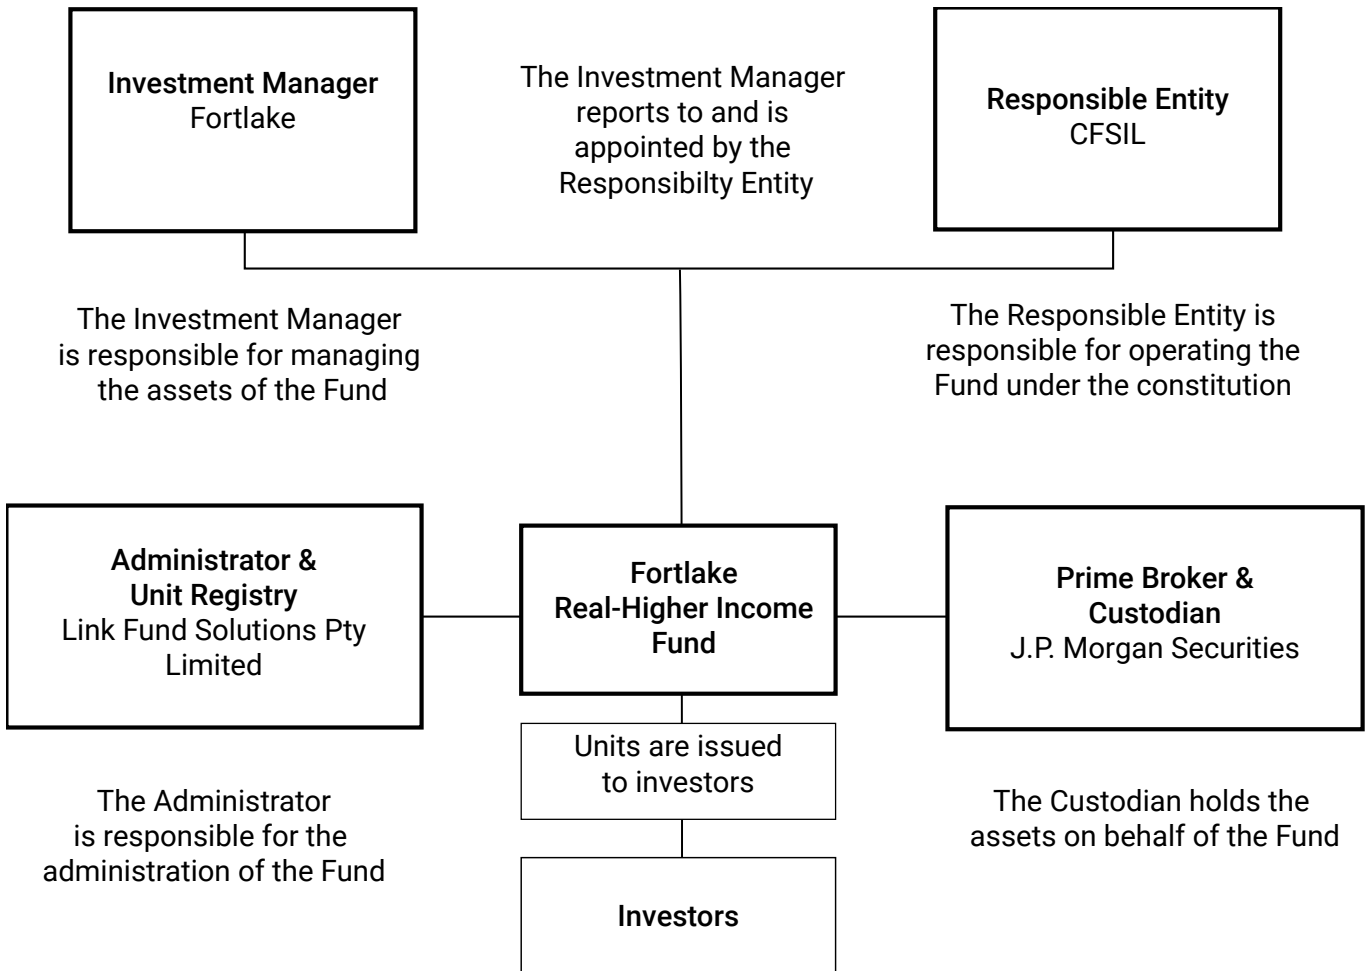 Investment Manager
Fortlake
The Investment Manager
reports to and is
appointed by the
Responsibilty Entity
Responsible Entity
CFSIL
The Investment Manager
is responsible for managing
the assets of the Fund
The Responsible Entity is
responsible for operating the
Fund under the constitution
Administrator &
Unit Registry
Link Fund Solutions Pty
Limited
Fortlake
Real-Higher Income
Fund
Prime Broker &
Custodian
J.P. Morgan Securities
Units are issued
to investors
The Administrator
is responsible for the
administration of the Fund
The Custodian holds the
assets on behalf of the Fund
Investors